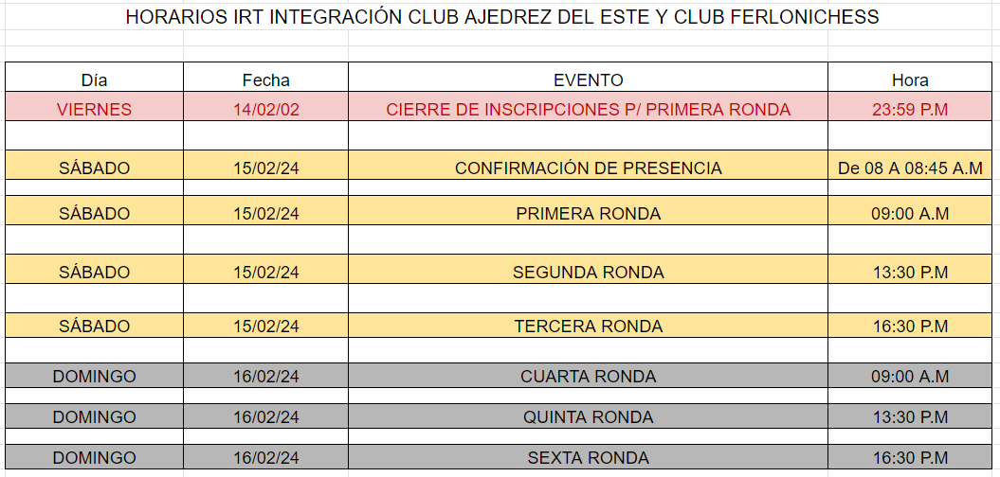 HORARIOS IRT INTEGRACIÓN CLUB AJEDREZ DEL ESTE Y CLUB FERLONICHESS
Día Fecha EVENTO Hora
VIERNES 14/02/02 CIERRE DE INSCRIPCIONES P/ PRIMERA RONDA 23:59 P.M
SÁBADO 15/02/24 CONFIRMACIÓN DE PRESENCIA De 08 A 08:45 A.M
SÁBADO 15/02/24 PRIMERA RONDA 09:00 A.M
SÁBADO 15/02/24 SEGUNDA RONDA 13:30 P.M
SÁBADO 15/02/24 TERCERA RONDA 16:30 P.M
DOMINGO 16/02/24 CUARTA RONDA 09:00 A.M
DOMINGO 16/02/24 QUINTA RONDA 13:30 P.M
DOMINGO 16/02/24 SEXTA RONDA 16:30 P.M